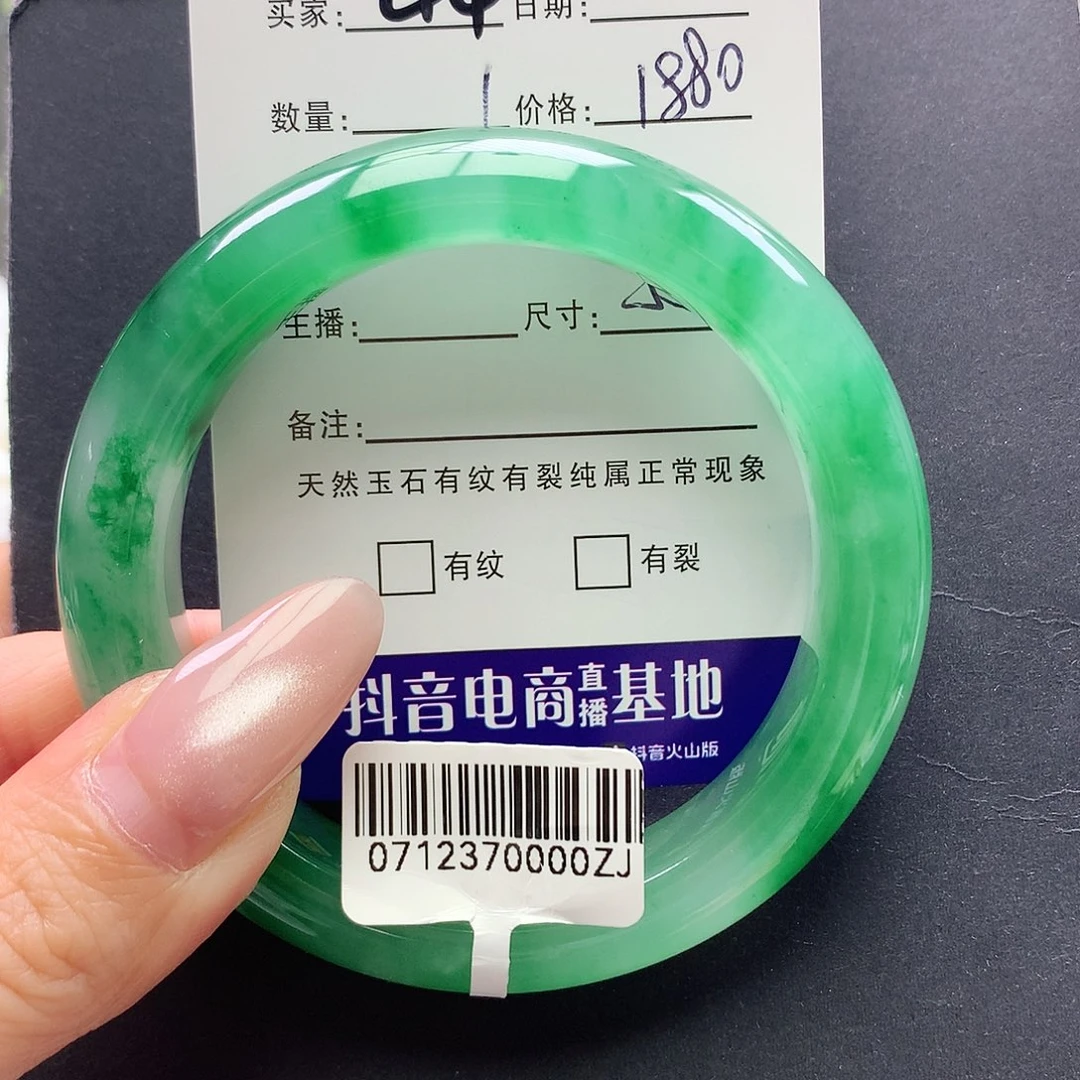 买家: 日期:
数量: 1 价格: 1880
主播: 尺寸:
备注:
天然玉石有纹有裂纯属正常现象
有纹 有裂
抖音电商直播基地
抖音火山版
0712370000ZJ